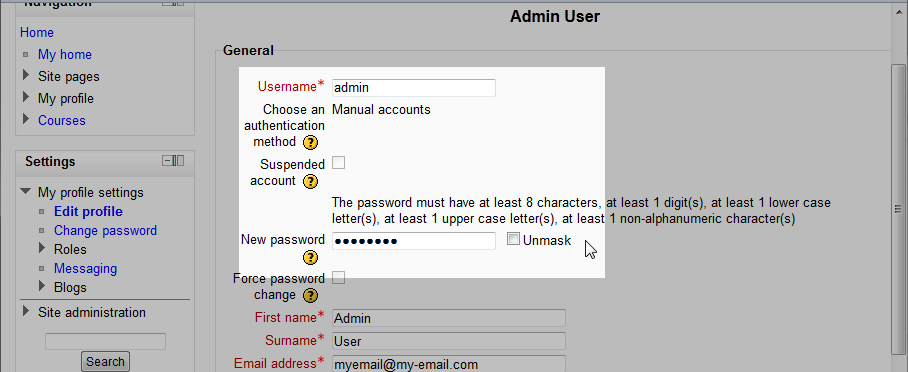 Navigation
Home
My home
Site pages
My profile
Courses
Settings
My profile settings
Edit profile
Change password
Roles
Messaging
Blogs
Site administration
Search
Admin User
General
Username*
admin
Choose an
authentication
method
Manual accounts
Suspended
account
The password must have at least 8 characters, at least 1 digit(s), at least 1 lower case
letter(s), at least 1 upper case letter(s), at least 1 non-alphanumeric character(s)
New password
●●●●●●●●
Unmask
Force password
change
First name*
Admin
Surname*
User
Email address*
myemail@my-email.com